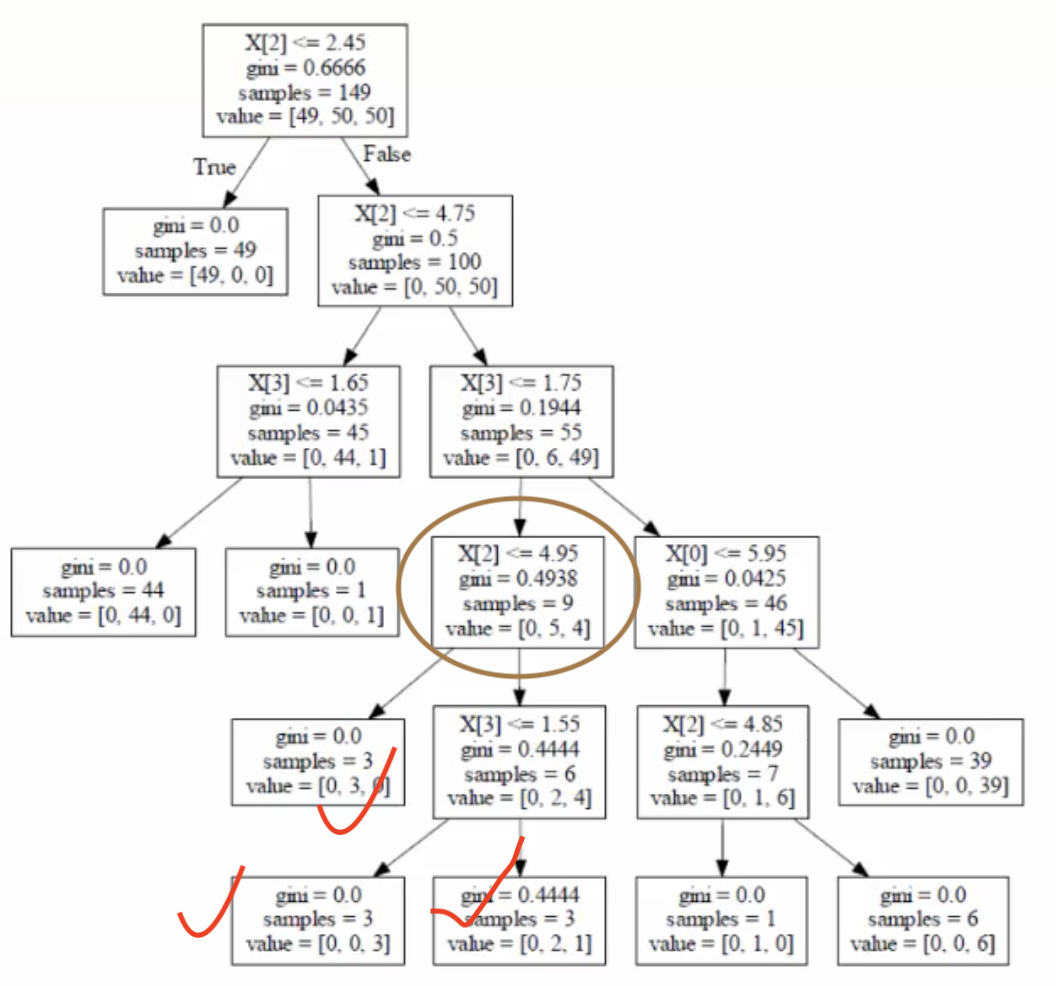 X[2] <= 2.45
gini = 0.6666
samples = 149
value = [49, 50, 50]
True
False
gini = 0.0
samples = 49
value = [49, 0, 0]
X[2] <= 4.75
gini = 0.5
samples = 100
value = [0, 50, 50]
X[3] <= 1.65
gini = 0.0435
samples = 45
value = [0, 44, 1]
X[3] <= 1.75
gini = 0.1944
samples = 55
value = [0, 6, 49]
gini = 0.0
samples = 44
value = [0, 44, 0]
gini = 0.0
samples = 1
value = [0, 0, 1]
X[2] <= 4.95
gini = 0.4938
samples = 9
value = [0, 5, 4]
X[0] <= 5.95
gini = 0.0425
samples = 46
value = [0, 1, 45]
gini = 0.0
samples = 3
value = [0, 3, 0]
X[3] <= 1.55
gini = 0.4444
samples = 6
value = [0, 2, 4]
X[2] <= 4.85
gini = 0.2449
samples = 7
value = [0, 1, 6]
gini = 0.0
samples = 39
value = [0, 0, 39]
gini = 0.0
samples = 3
value = [0, 0, 3]
gini = 0.4444
samples = 3
value = [0, 2, 1]
gini = 0.0
samples = 1
value = [0, 1, 0]
gini = 0.0
samples = 6
value = [0, 0, 6]